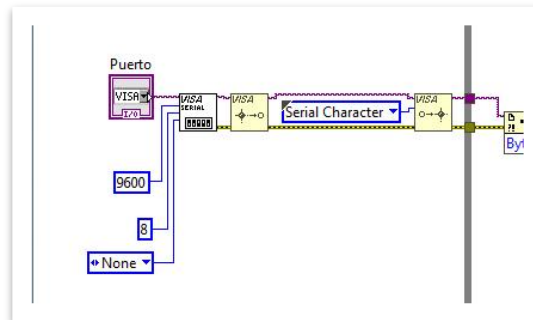 Puerto
VISA
I/O
VISA
SERIAL
VISA
Serial Character
VISA
Byt
9600
8
None